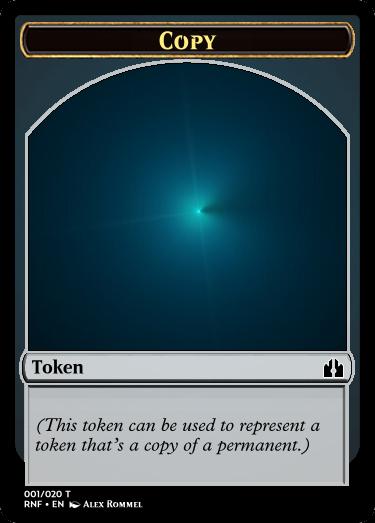 Copy
Token
(This token can be used to represent a
token that's a copy of a permanent.)
001/020 T
RNF • EN Alex Rommel